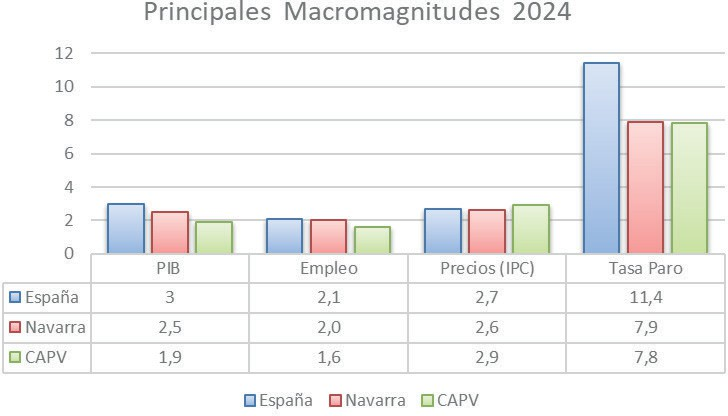 Principales Macromagnitudes 2024
12
10
8
6
4
2
0
PIB Empleo Precios (IPC) Tasa Paro
España 3 2,1 2,7 11,4
Navarra 2,5 2,0 2,6 7,9
CAPV 1,9 1,6 2,9 7,8
España Navarra CAPV